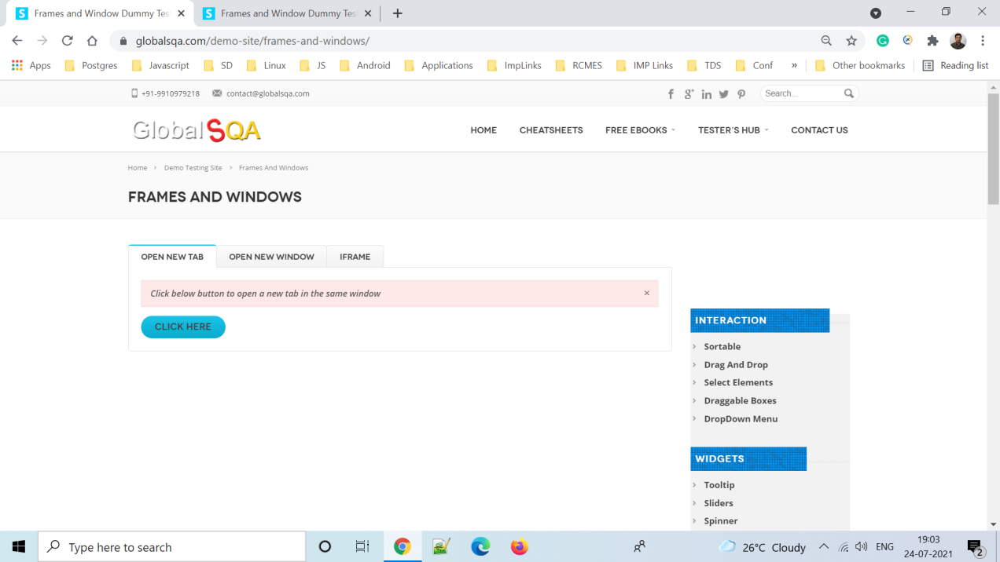 Frames and Window Dummy Tes
Frames and Window Dummy Tes
globalsqa.com/demo-site/frames-and-windows/
Apps Postgres Javascript SD Linux JS Android Applications ImpLinks RCMES IMP Links TDS Conf » Other bookmarks Reading list
+91-9910979218 contact@globalsqa.com
Search...
GlobalSQA
HOME CHEATSHEETS FREE EBOOKS TESTER'S HUB CONTACT US
Home Demo Testing Site Frames And Windows
FRAMES AND WINDOWS
OPEN NEW TAB OPEN NEW WINDOW IFRAME
Click below button to open a new tab in the same window
CLICK HERE
INTERACTION
Sortable
Drag And Drop
Select Elements
Draggable Boxes
DropDown Menu
WIDGETS
Tooltip
Sliders
Spinner
Type here to search
26°C Cloudy
ENG
19:03
24-07-2021
2